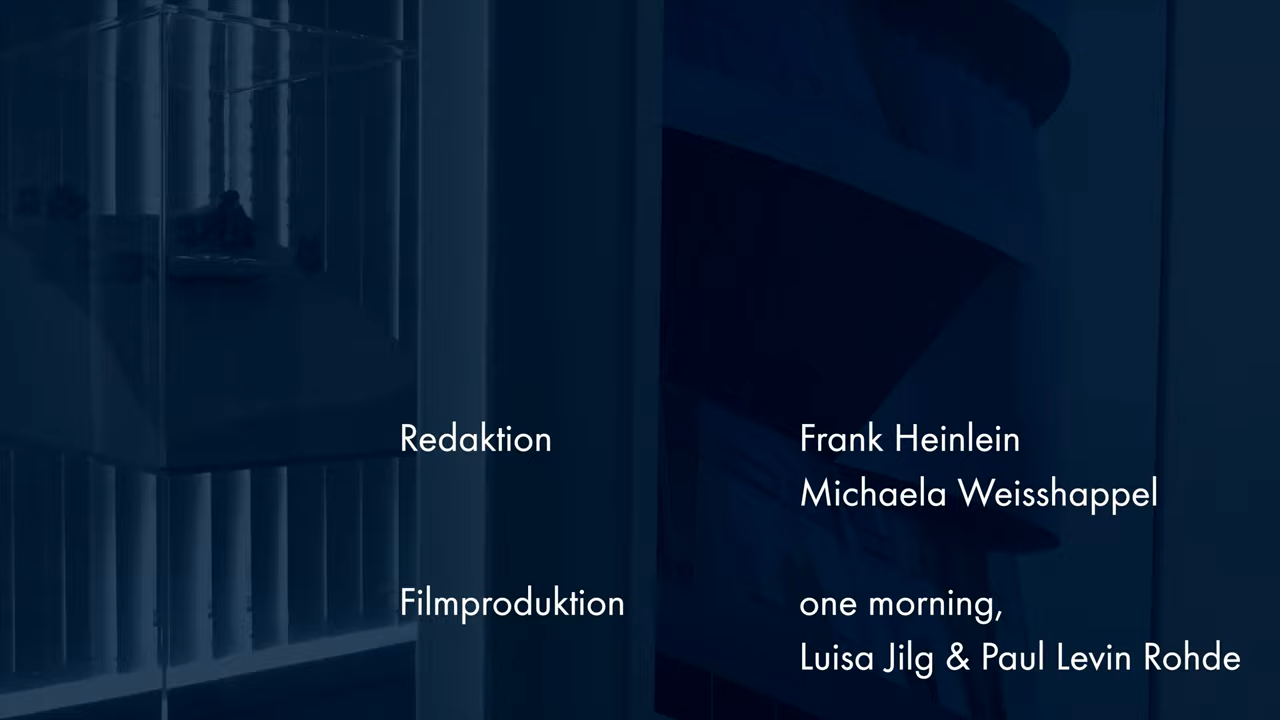 Redaktion
Frank Heinlein
Michaela Weisshappel
Filmproduktion
one morning,
Luisa Jilg & Paul Levin Rohde